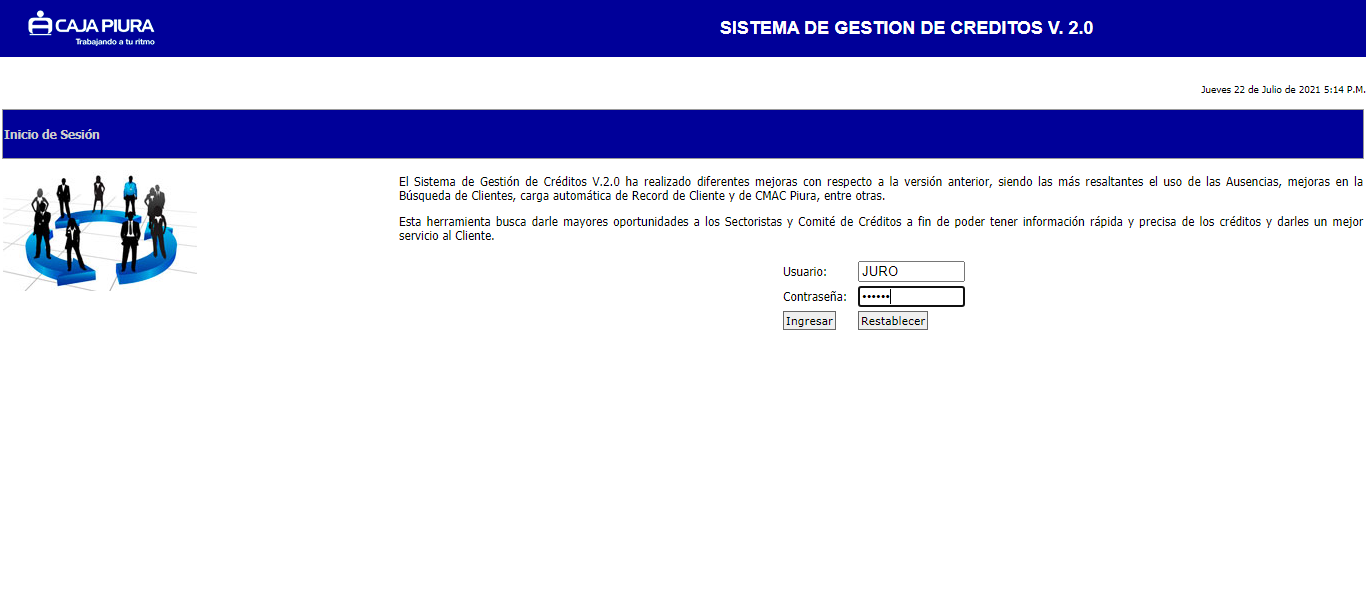 CAJA PIURA
Trabajando a tu ritmo
SISTEMA DE GESTION DE CREDITOS V. 2.0
Jueves 22 de Julio de 2021 5:14 P.M.
Inicio de Sesión
El Sistema de Gestión de Créditos V.2.0 ha realizado diferentes mejoras con respecto a la versión anterior, siendo las más resaltantes el uso de las Ausencias, mejoras en la
Búsqueda de Clientes, carga automática de Record de Cliente y de CMAC Piura, entre otras.
Esta herramienta busca darle mayores oportunidades a los Sectoristas y Comité de Créditos a fin de poder tener información rápida y precisa de los créditos y darles un mejor
servicio al Cliente.
Usuario: JURO
Contraseña: ••••••
Ingresar Restablecer